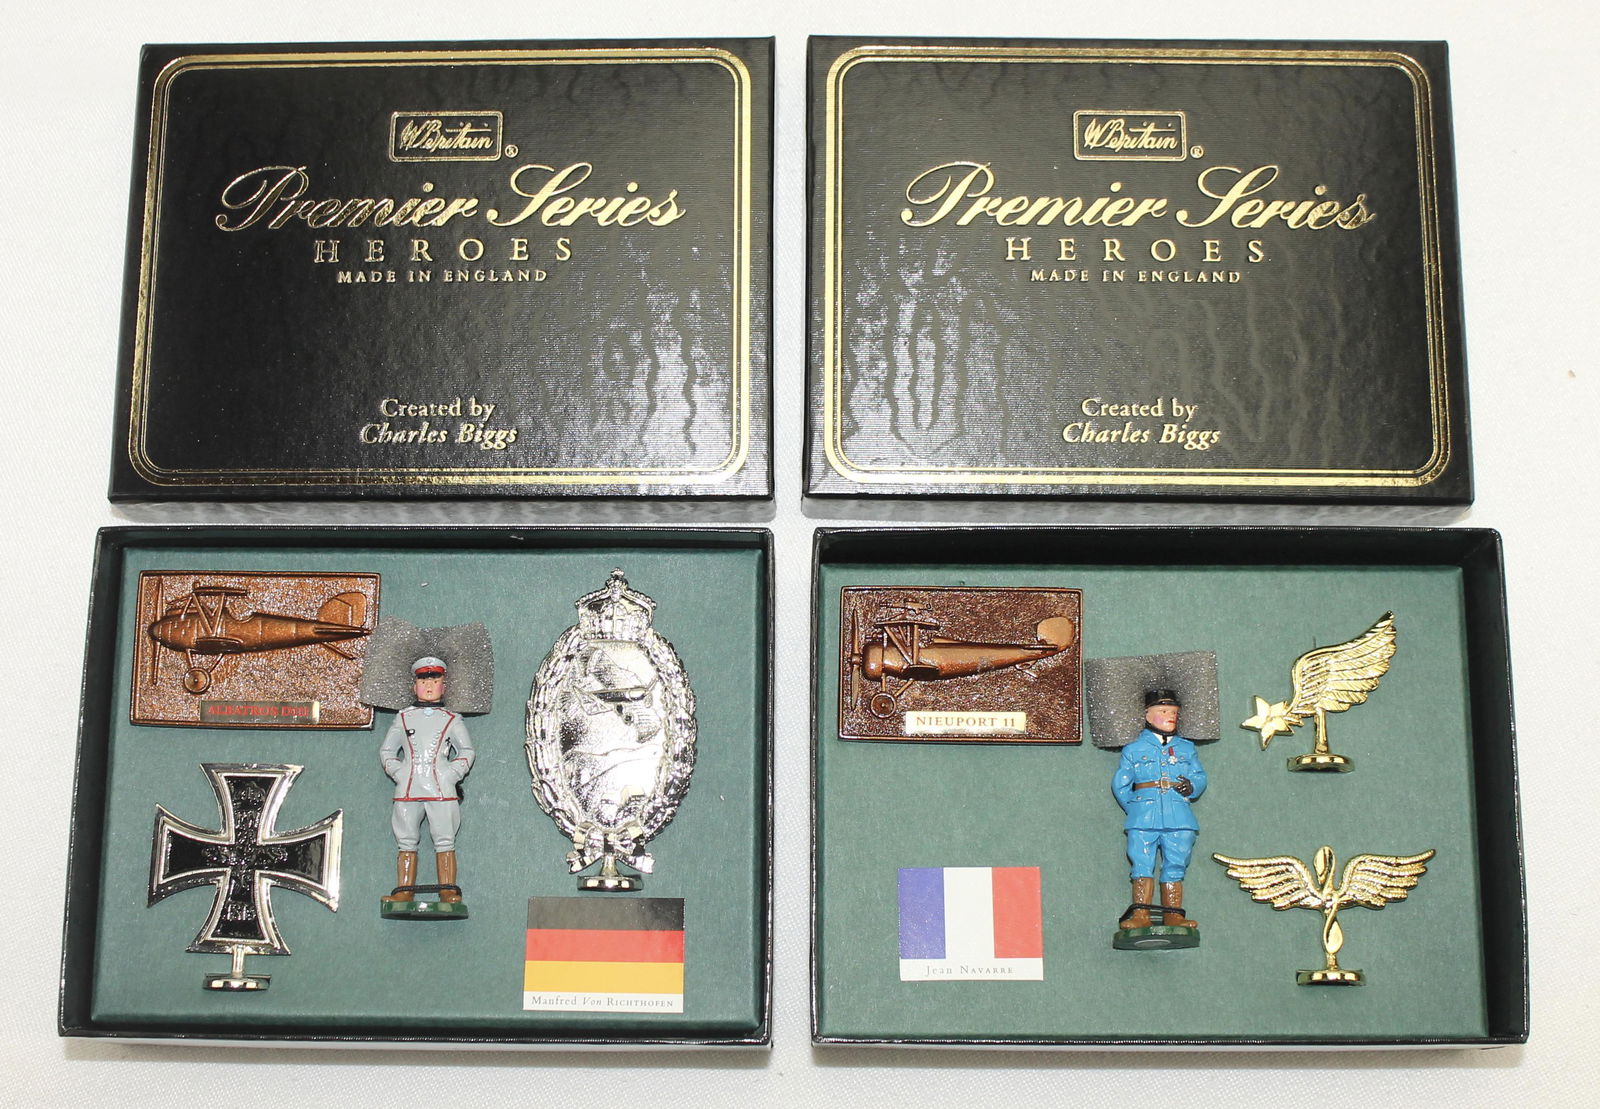 W Britain
®
Premier Series
HEROES
MADE IN ENGLAND
Created by
Charles Biggs
W Britain
®
Premier Series
HEROES
MADE IN ENGLAND
Created by
Charles Biggs
ALBATROS
Manfred Von RICHTHOFEN
NIEUPORT 11
Jean NAVARRE